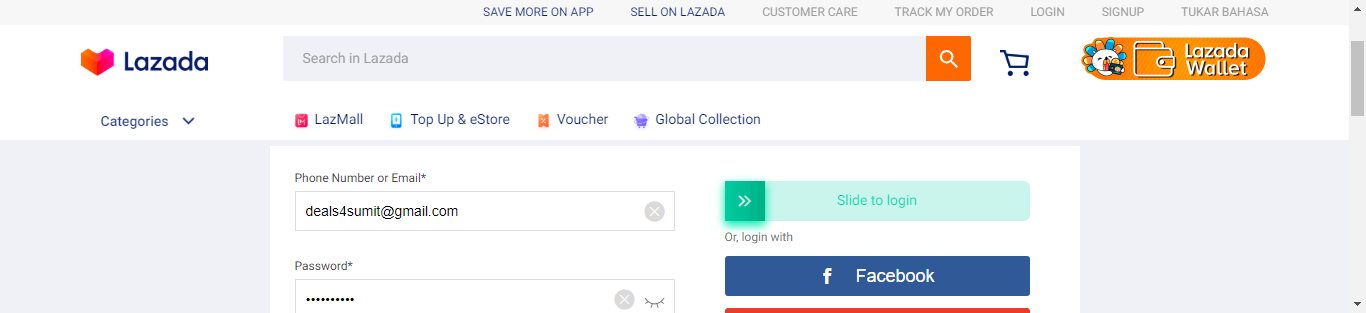 SAVE MORE ON APP SELL ON LAZADA CUSTOMER CARE TRACK MY ORDER LOGIN SIGNUP TUKAR BAHASA
Lazada
Search in Lazada
Lazada
Wallet
Categories
LazMall Top Up & eStore Voucher Global Collection
Phone Number or Email*
deals4sumit@gmail.com
Slide to login
Or, login with
Password*
••••••••••
f Facebook